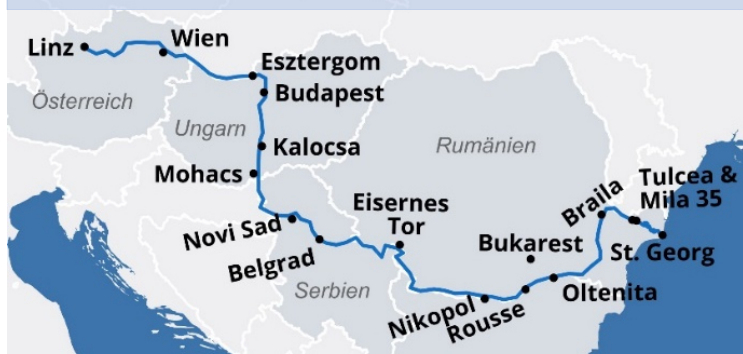 Linz
Wien
Österreich
Esztergom
Budapest
Ungarn
Kalocsa
Mohacs
Rumänien
Novi Sad
Belgrad
Serbien
Eisernes
Tor
Bukarest
Nikopol
Rousse
Oltenita
Braila
Tulcea &
Mila 35
St. Georg